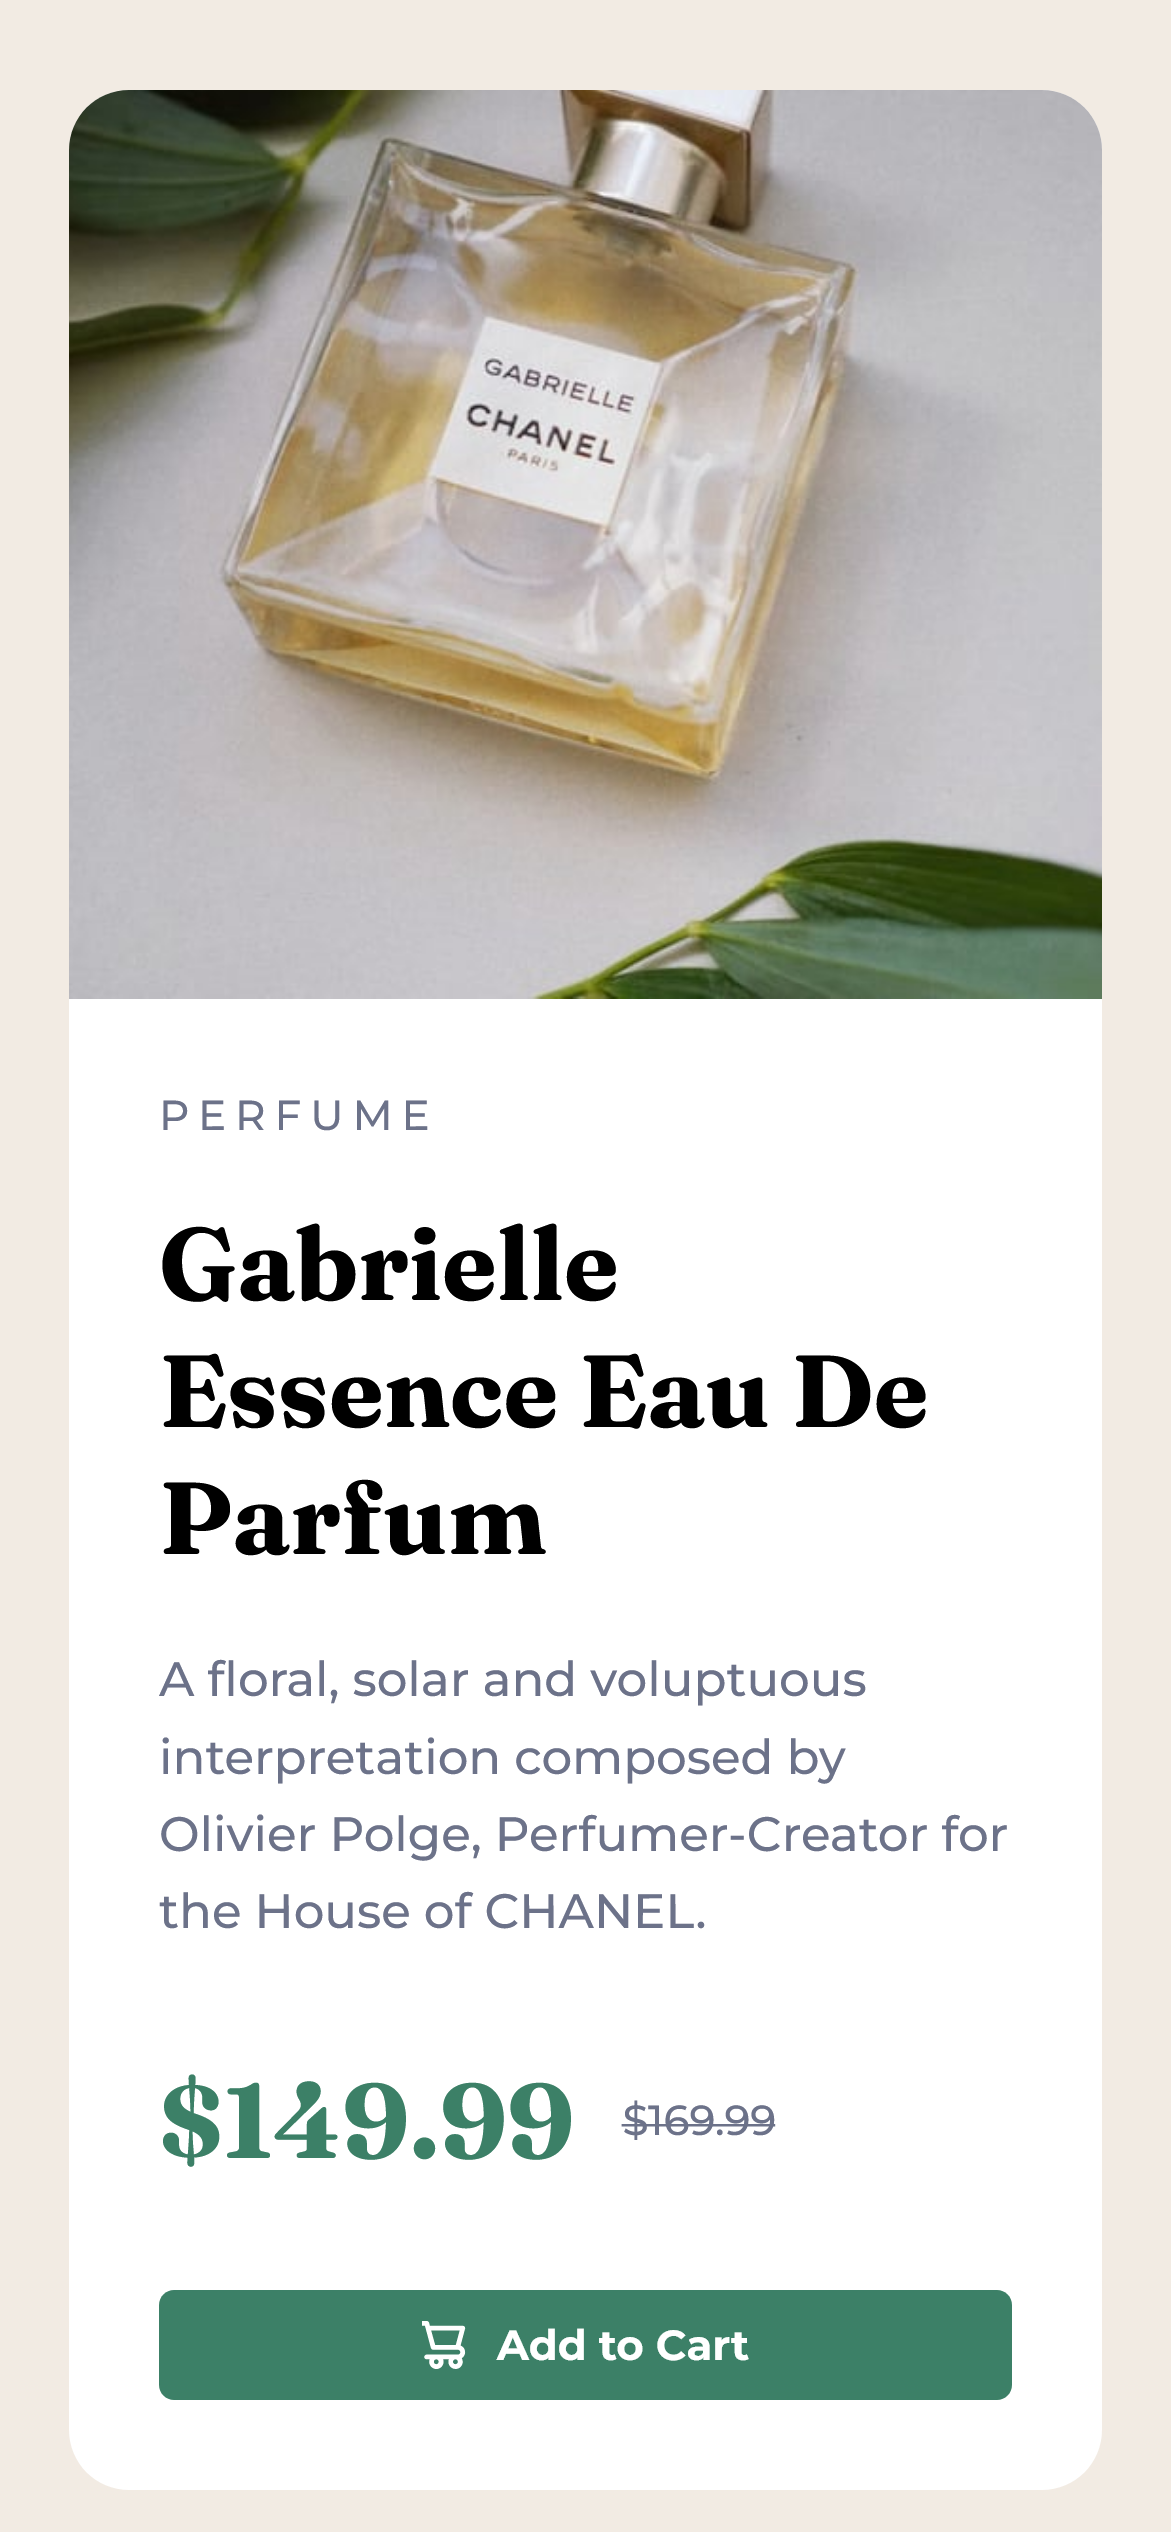 GABRIELLE
CHANEL
PARIS
PERFUME
Gabrielle
Essence Eau De
Parfum
A floral, solar and voluptuous
interpretation composed by
Olivier Polge, Perfumer-Creator for
the House of CHANEL.
$149.99 $169.99
Add to Cart